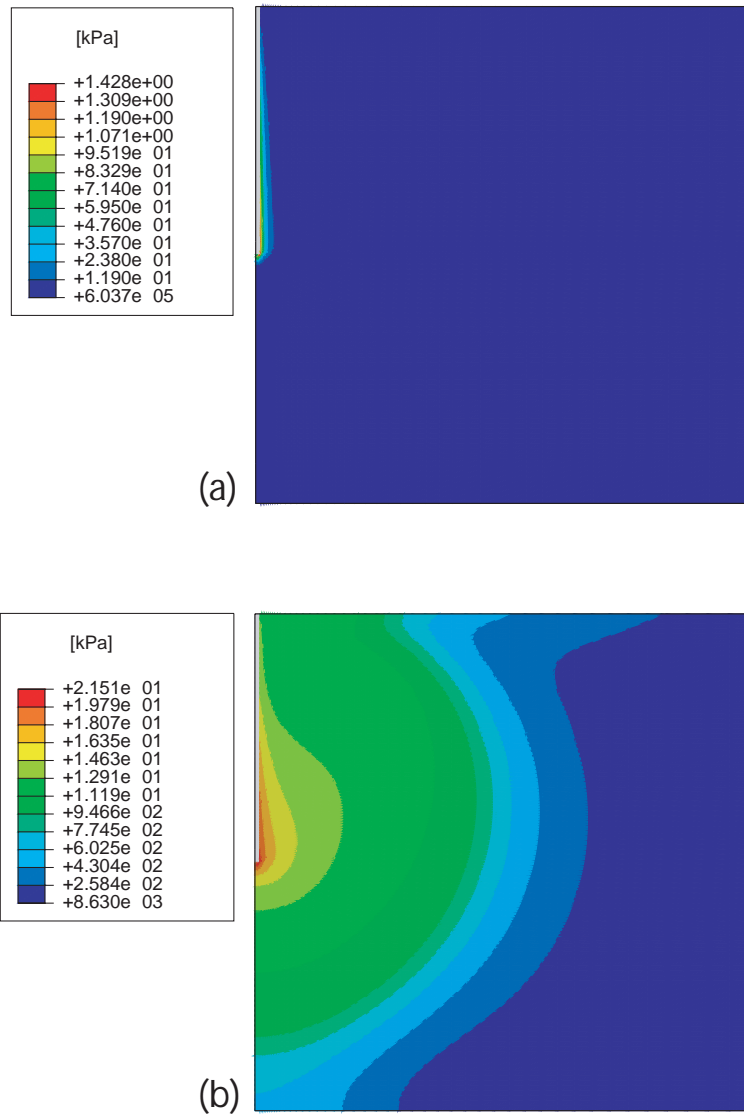 [kPa]
+1.428e+00
+1.309e+00
+1.190e+00
+1.071e+00
+9.519e 01
+8.329e 01
+7.140e 01
+5.950e 01
+4.760e 01
+3.570e 01
+2.380e 01
+1.190e 01
+6.037e 05
(a)
[kPa]
+2.151e 01
+1.979e 01
+1.807e 01
+1.635e 01
+1.463e 01
+1.291e 01
+1.119e 01
+9.466e 02
+7.745e 02
+6.025e 02
+4.304e 02
+2.584e 02
+8.630e 03
(b)